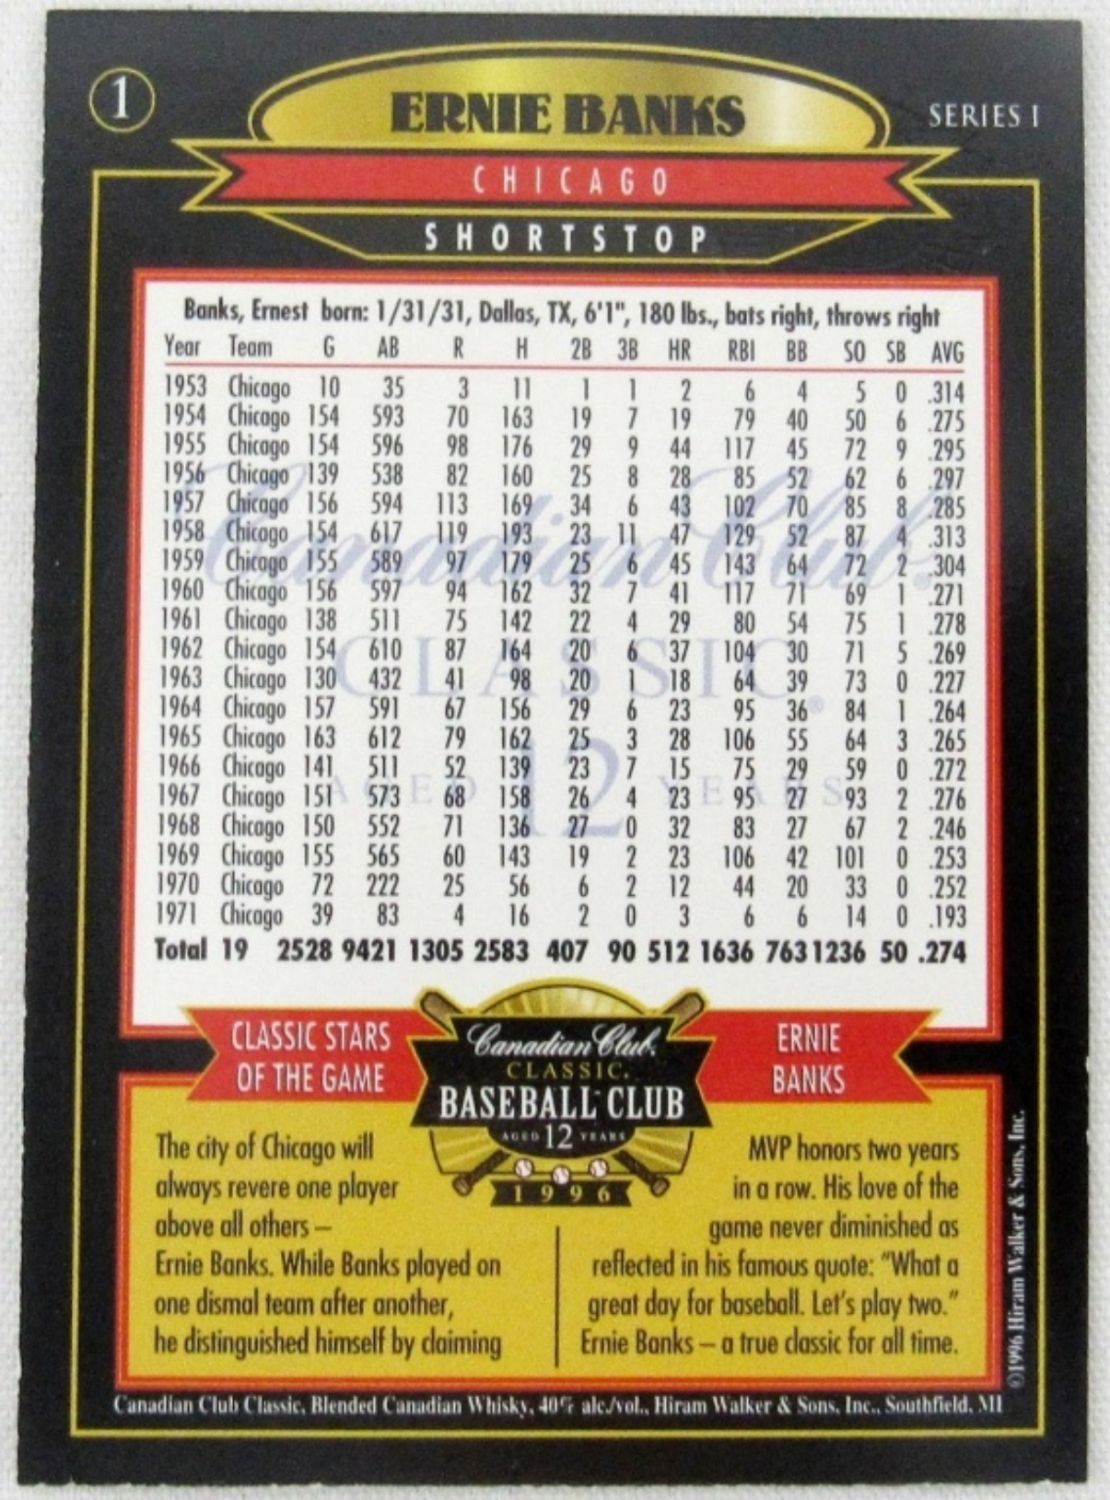 1
ERNIE BANKS
SERIES I
CHICAGO
SHORTSTOP
Banks, Ernest born: 1/31/31, Dallas, TX, 6'1", 180 lbs., bats right, throws right
Year Team G AB R H 2B 3B HR RBI BB SO SB AVG
1953 Chicago 10 35 3 11 1 1 2 6 4 5 0 .314
1954 Chicago 154 593 70 163 19 7 19 79 40 50 6 .275
1955 Chicago 154 596 98 176 29 9 44 117 45 72 9 .295
1956 Chicago 139 538 82 160 25 8 28 85 52 62 6 .297
1957 Chicago 156 594 113 169 34 6 43 102 70 85 8 .285
1958 Chicago 154 617 119 193 23 11 47 129 52 87 4 .313
1959 Chicago 155 589 97 179 25 6 45 143 64 72 2 .304
1960 Chicago 156 597 94 162 32 7 41 117 71 69 1 .271
1961 Chicago 138 511 75 142 22 4 29 80 54 75 1 .278
1962 Chicago 154 610 87 164 20 6 37 104 30 71 5 .269
1963 Chicago 130 432 41 98 20 1 18 64 39 73 0 .227
1964 Chicago 157 591 67 156 29 6 23 95 36 84 1 .264
1965 Chicago 163 612 79 162 25 3 28 106 55 64 3 .265
1966 Chicago 141 511 52 139 23 7 15 75 29 59 0 .272
1967 Chicago 151 573 68 158 26 4 23 95 27 93 2 .276
1968 Chicago 150 552 71 136 27 0 32 83 27 67 2 .246
1969 Chicago 155 565 60 143 19 2 23 106 42 101 0 .253
1970 Chicago 72 222 25 56 6 2 12 44 20 33 0 .252
1971 Chicago 39 83 4 16 2 0 3 6 6 14 0 .193
Total 19 2528 9421 1305 2583 407 90 512 1636 763 1236 50 .274
Canadian Club.
CLASSIC®
AGED 12 YEARS
CLASSIC STARS
OF THE GAME
Canadian Club.
CLASSIC.
BASEBALL CLUB
AGED 12 YEARS
1996
ERNIE
BANKS
The city of Chicago will
always revere one player
above all others –
Ernie Banks. While Banks played on
one dismal team after another,
he distinguished himself by claiming
MVP honors two years
in a row. His love of the
game never diminished as
reflected in his famous quote: "What a
great day for baseball. Let's play two."
Ernie Banks – a true classic for all time.
©1996 Hiram Walker & Sons, Inc.
Canadian Club Classic, Blended Canadian Whisky, 40% alc./vol., Hiram Walker & Sons, Inc., Southfield, MI